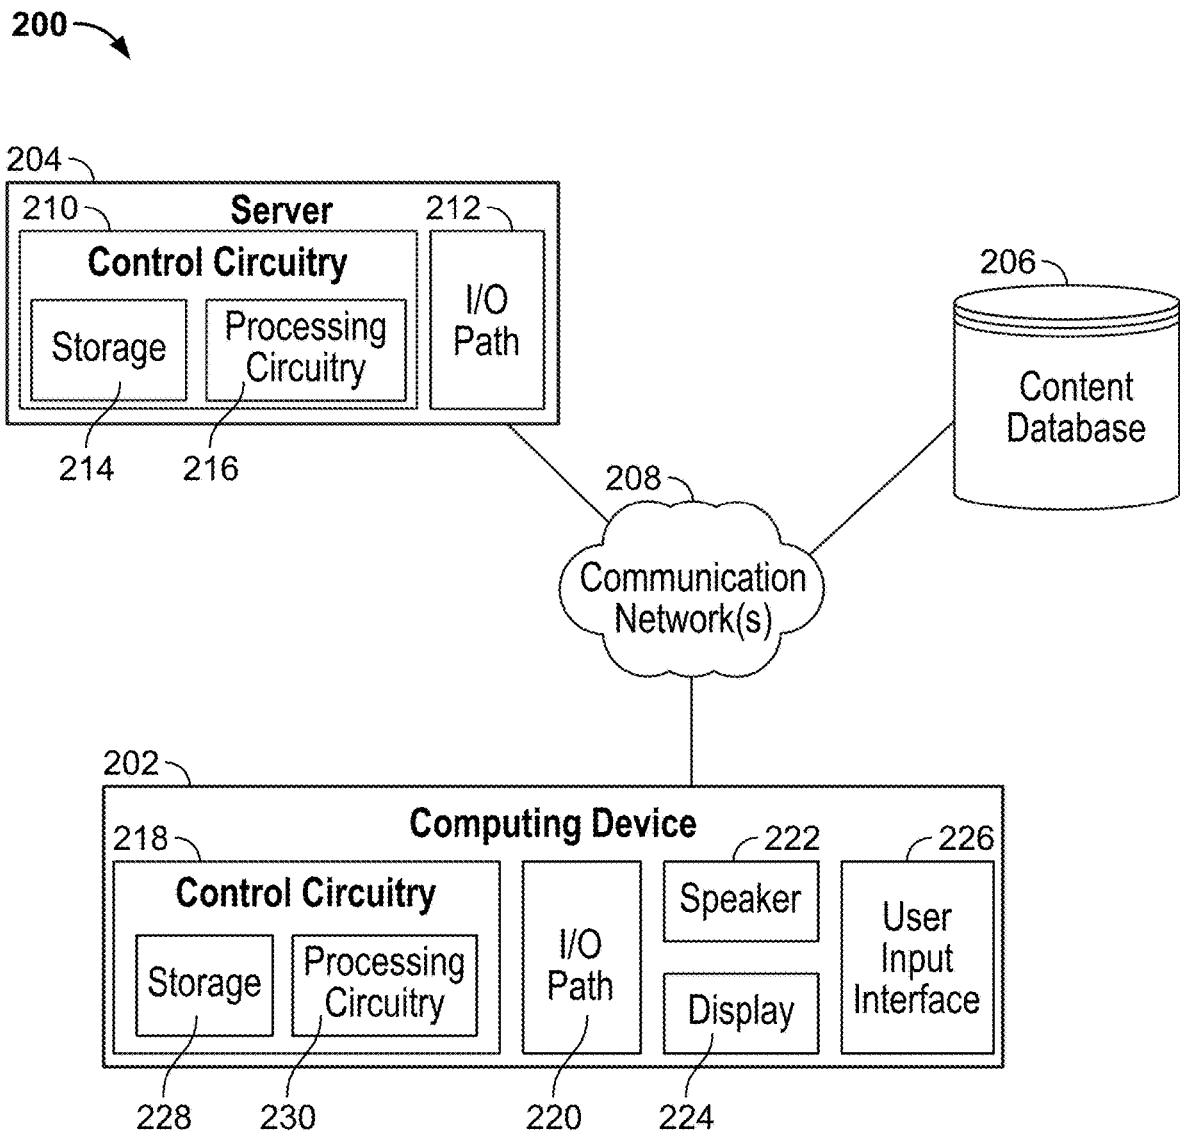 200
204
Server
210
212
Control Circuitry
Storage
Processing
Circuitry
I/O
Path
214
216
206
Content
Database
208
Communication
Network(s)
202
Computing Device
218
222
226
Control Circuitry
Storage
Processing
Circuitry
I/O
Path
Speaker
Display
User
Input
Interface
228
230
220
224